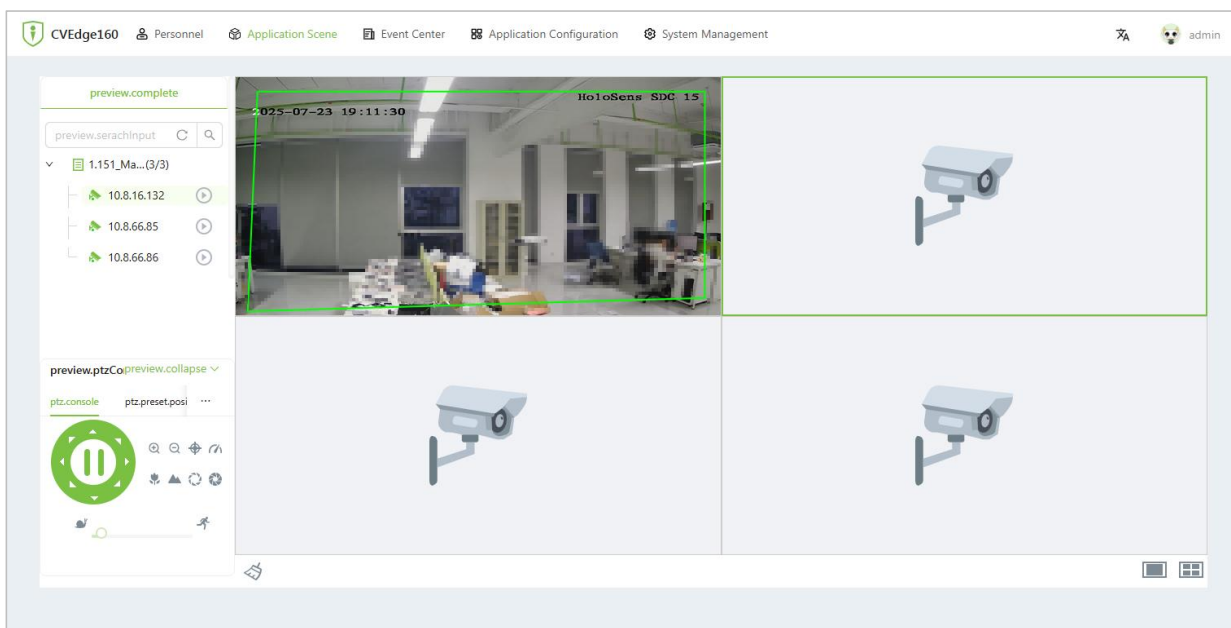 CVEdge160 Personnel Application Scene Event Center Application Configuration System Management admin
preview.complete
preview.serachInput
1.151_Ma...(3/3)
10.8.16.132
10.8.66.85
10.8.66.86
2025-07-23 19:11:30
HoloSens SDC 15
preview.ptzCo preview.collapse
ptz.console ptz.preset.posi ...